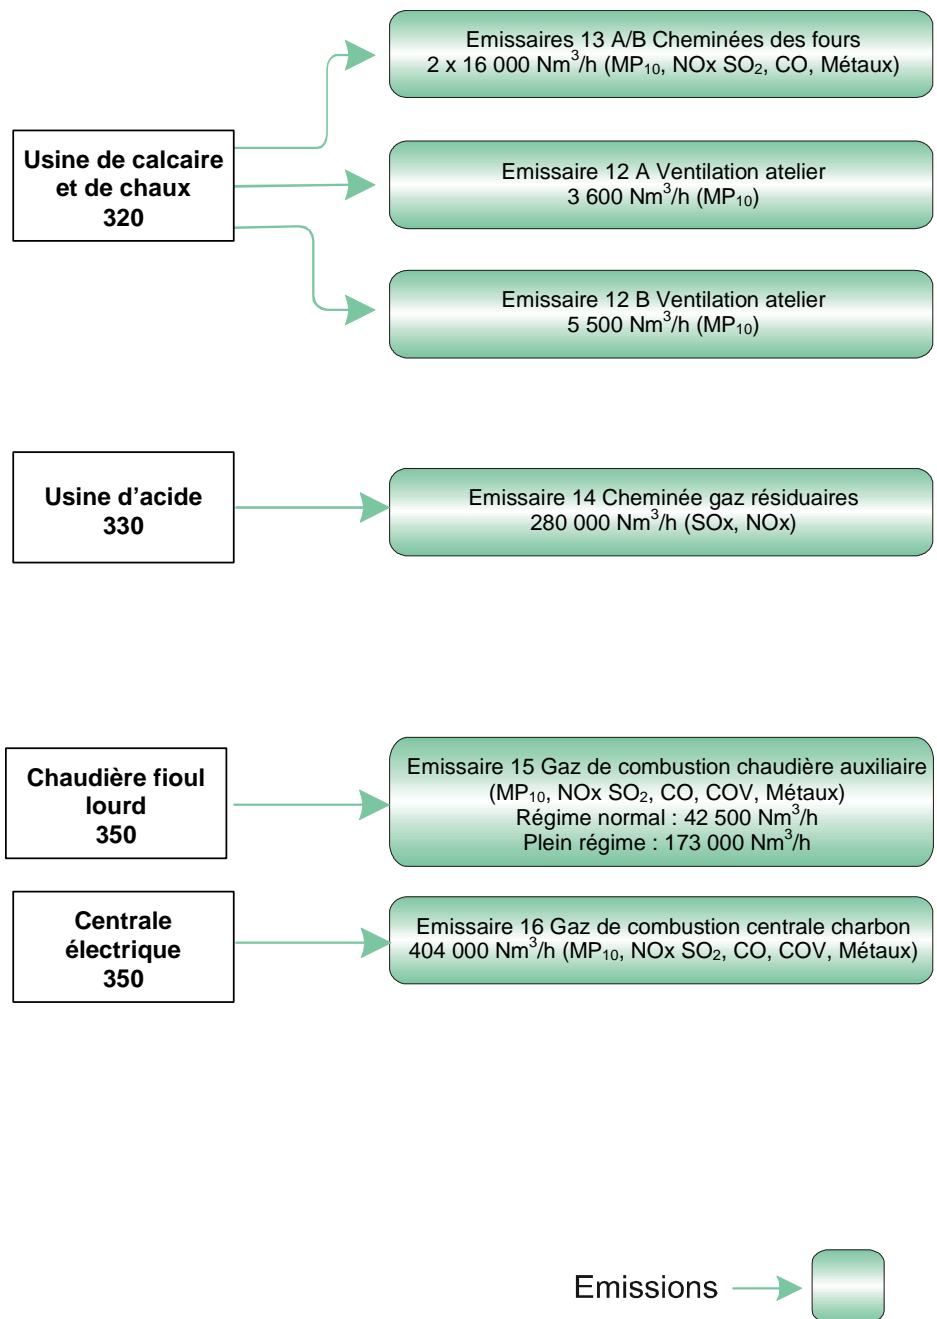 Emissaires 13 A/B Cheminées des fours
2 x 16 000 Nm³/h (MP₁₀, NOx SO₂, CO, Métaux)
Usine de calcaire
et de chaux
320
Emissaire 12 A Ventilation atelier
3 600 Nm³/h (MP₁₀)
Emissaire 12 B Ventilation atelier
5 500 Nm³/h (MP₁₀)
Usine d’acide
330
Emissaire 14 Cheminée gaz résiduaires
280 000 Nm³/h (SOx, NOx)
Chaudière fioul
lourd
350
Emissaire 15 Gaz de combustion chaudière auxiliaire
(MP₁₀, NOx SO₂, CO, COV, Métaux)
Régime normal : 42 500 Nm³/h
Plein régime : 173 000 Nm³/h
Centrale
électrique
350
Emissaire 16 Gaz de combustion centrale charbon
404 000 Nm³/h (MP₁₀, NOx SO₂, CO, COV, Métaux)
Emissions